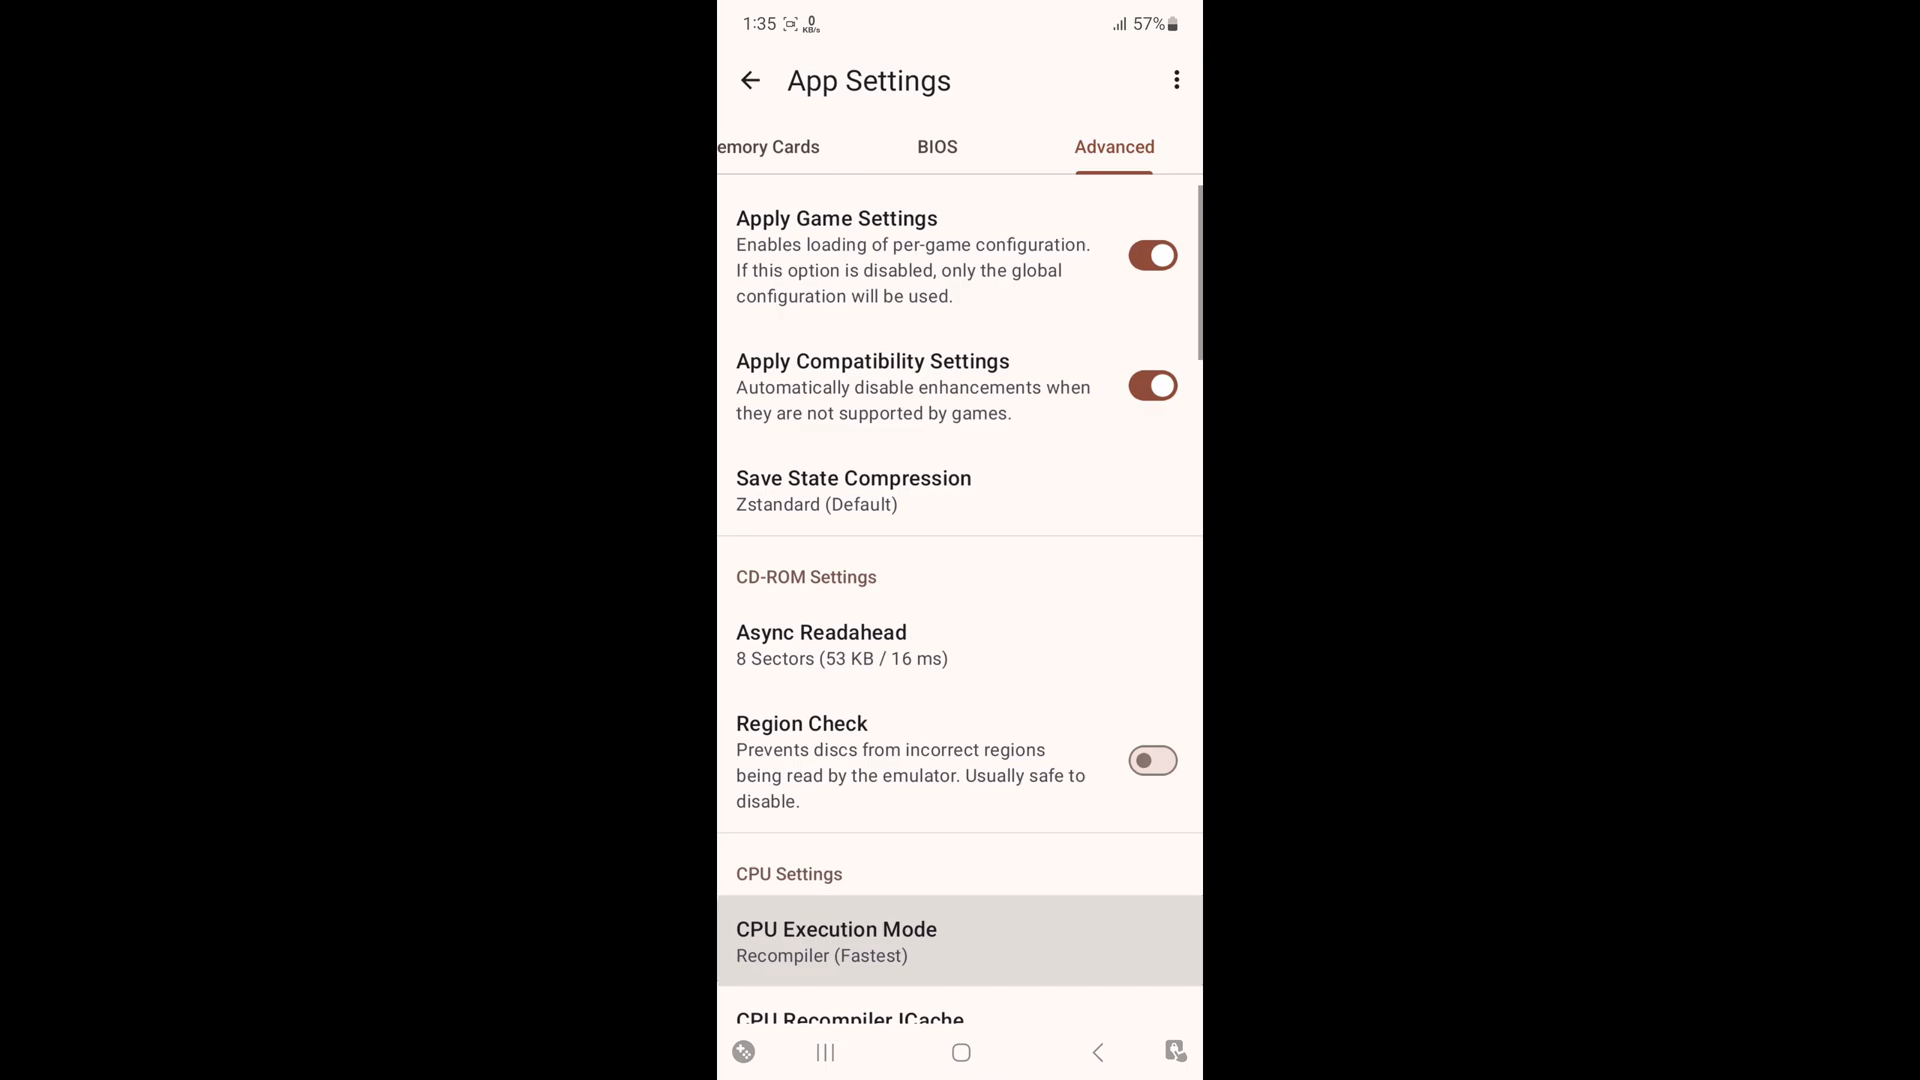 1:35 0 KB/s 57%
App Settings
emory Cards BIOS Advanced
Apply Game Settings
Enables loading of per-game configuration.
If this option is disabled, only the global
configuration will be used.
Apply Compatibility Settings
Automatically disable enhancements when
they are not supported by games.
Save State Compression
Zstandard (Default)
CD-ROM Settings
Async Readahead
8 Sectors (53 KB / 16 ms)
Region Check
Prevents discs from incorrect regions
being read by the emulator. Usually safe to
disable.
CPU Settings
CPU Execution Mode
Recompiler (Fastest)
CPU Recompiler ICache